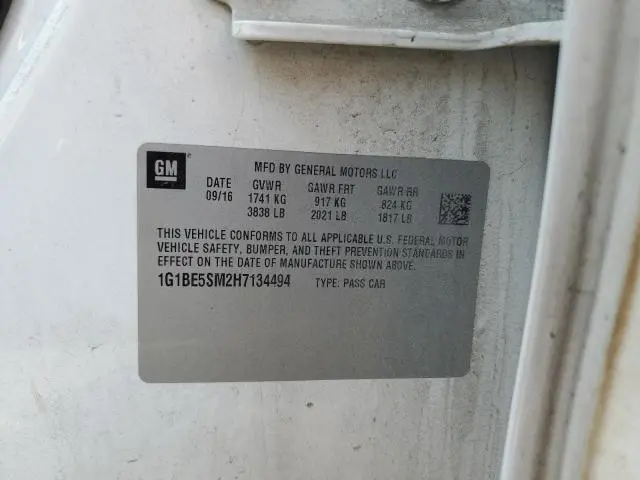 GM
MFD BY GENERAL MOTORS LLC
DATE GVWR GAWR FRT GAWR RR
09/16 1741 KG 917 KG 824 KG
3838 LB 2021 LB 1817 LB
THIS VEHICLE CONFORMS TO ALL APPLICABLE U.S. FEDERAL MOTOR
VEHICLE SAFETY, BUMPER, AND THEFT PREVENTION STANDARDS IN
EFFECT ON THE DATE OF MANUFACTURE SHOWN ABOVE.
1G1BE5SM2H7134494 TYPE: PASS CAR